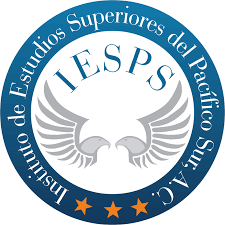 Instituto de Estudios Superiores del Pacífico Sur, A.C.
IESPS